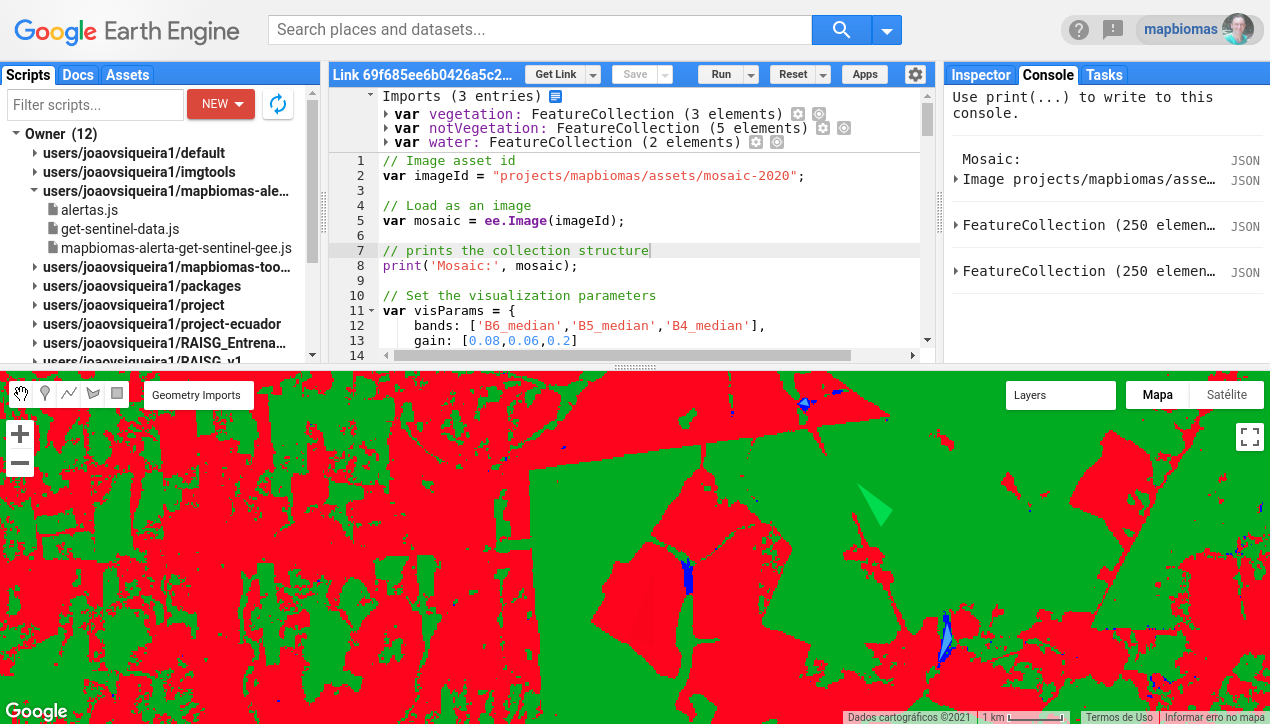 Google Earth Engine
Search places and datasets...
mapbiomas
Scripts Docs Assets
Filter scripts...
NEW
Owner (12)
users/joaovsiqueira1/default
users/joaovsiqueira1/imgtools
users/joaovsiqueira1/mapbiomas-ale...
alertas.js
get-sentinel-data.js
mapbiomas-alerta-get-sentinel-gee.js
users/joaovsiqueira1/mapbiomas-too...
users/joaovsiqueira1/packages
users/joaovsiqueira1/project
users/joaovsiqueira1/project-ecuador
users/joaovsiqueira1/RAISG_Entrena...
users/joaovsiqueira1/RAISG_v1
Link 69f685ee6b0426a5c2... Get Link Save Run Reset Apps
Imports (3 entries)
var vegetation: FeatureCollection (3 elements)
var notVegetation: FeatureCollection (5 elements)
var water: FeatureCollection (2 elements)
1 // Image asset id
2 var imageId = "projects/mapbiomas/assets/mosaic-2020";
3
4 // Load as an image
5 var mosaic = ee.Image(imageId);
6
7 // prints the collection structure
8 print('Mosaic:', mosaic);
9
10 // Set the visualization parameters
11 var visParams = {
12 bands: ['B6_median','B5_median','B4_median'],
13 gain: [0.08,0.06,0.2]
14
Inspector Console Tasks
Use print(...) to write to this
console.
Mosaic: JSON
Image projects/mapbiomas/asse... JSON
FeatureCollection (250 elemen... JSON
FeatureCollection (250 elemen... JSON
Geometry Imports
Layers
Mapa Satélite
Google
Dados cartográficos ©2021 1 km Termos de Uso Informar erro no mapa